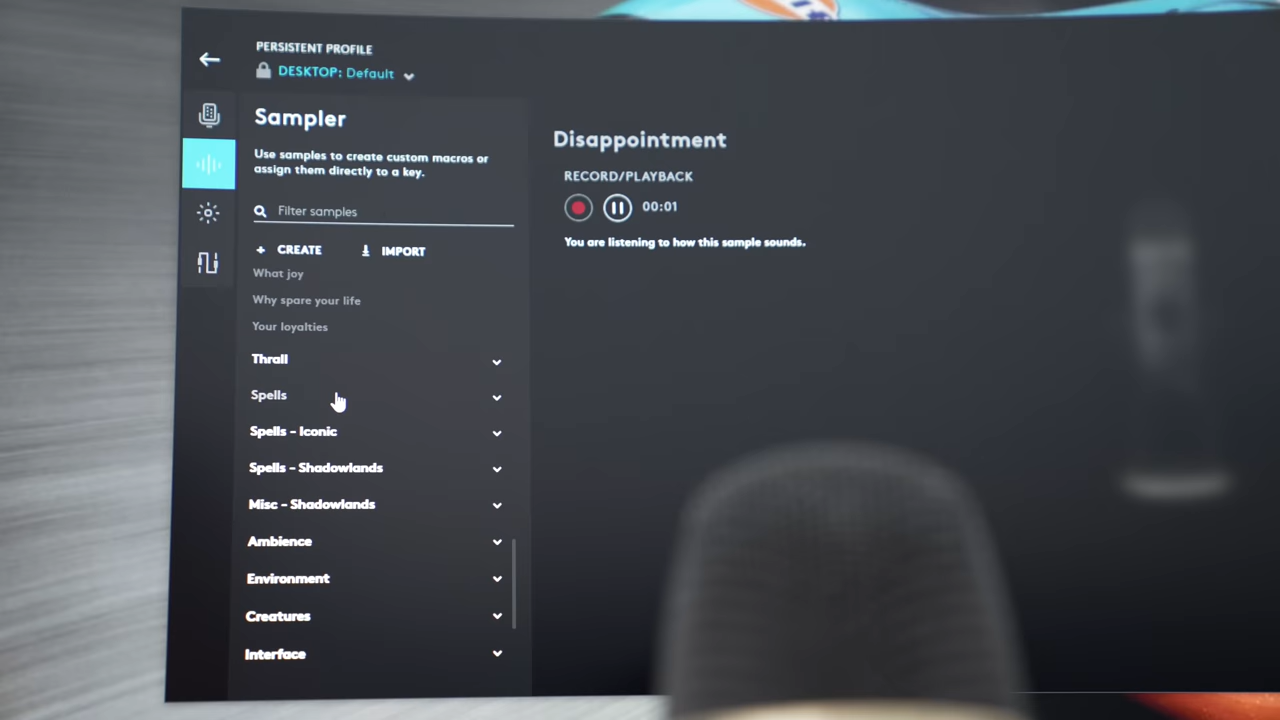 PERSISTENT PROFILE
DESKTOP: Default
Sampler
Use samples to create custom macros or
assign them directly to a key.
Filter samples
+ CREATE
IMPORT
What joy
Why spare your life
Your loyalties
Thrall
Spells
Spells - Iconic
Spells - Shadowlands
Misc - Shadowlands
Ambience
Environment
Creatures
Interface
Disappointment
RECORD/PLAYBACK
00:01
You are listening to how this sample sounds.